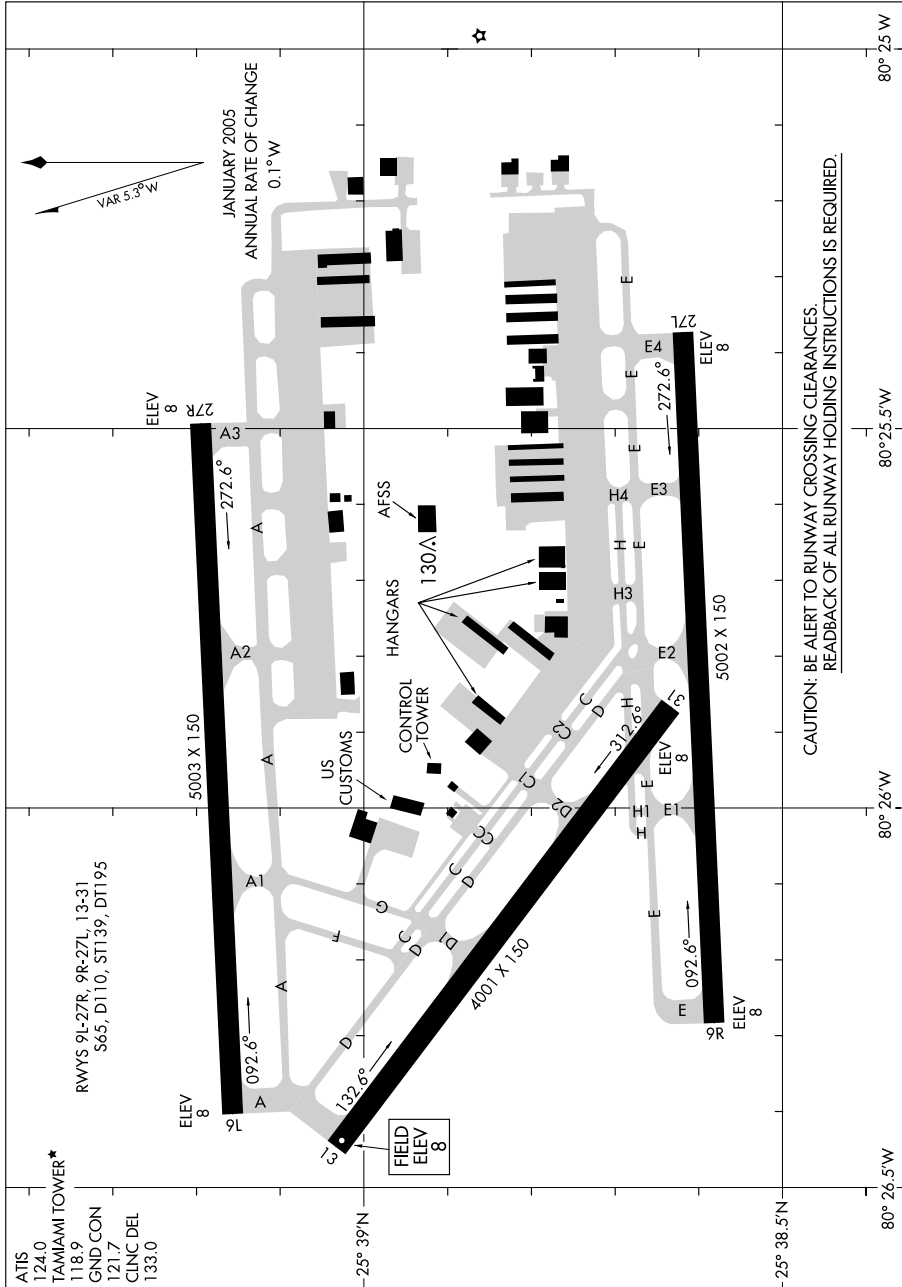 ATIS
124.0
TAMIAMI TOWER★
118.9
GND CON
121.7
CLNC DEL
133.0
RWYS 9L-27R, 9R-27L, 13-31
S65, D110, ST139, DT195
VAR 5.3° W
JANUARY 2005
ANNUAL RATE OF CHANGE
0.1° W
ELEV
8
9L
092.6°
5003 X 150
272.6°
27R
ELEV
8
A
A
A1
A
A2
A
A3
D
F
G
US
CUSTOMS
CONTROL
TOWER
HANGARS
130
AFSS
25° 39'N
FIELD
ELEV
8
13
132.6°
4001 X 150
312.6°
31
ELEV
8
D1
D
C
D
C
CC
D2
C1
C2
D
C
H
H1
H
H3
H
H4
E
E
E1
E
E2
E
E3
E
E
E4
E
ELEV
8
9R
092.6°
5002 X 150
272.6°
27L
ELEV
8
25° 38.5'N
CAUTION: BE ALERT TO RUNWAY CROSSING CLEARANCES.
READBACK OF ALL RUNWAY HOLDING INSTRUCTIONS IS REQUIRED.
80° 26.5'W
80° 26'W
80° 25.5'W
80° 25'W